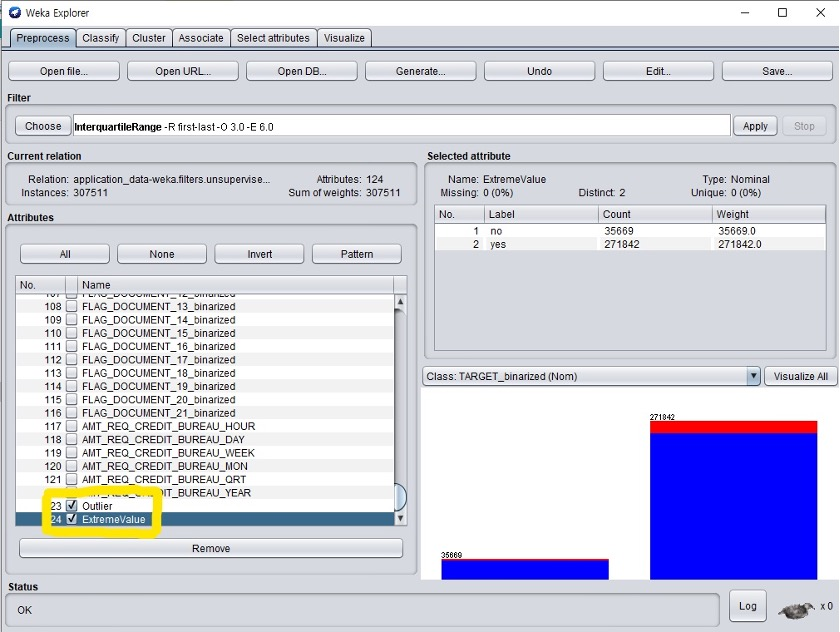 Weka Explorer
Preprocess Classify Cluster Associate Select attributes Visualize
Open file... Open URL... Open DB... Generate... Undo Edit... Save...
Filter
Choose InterquartileRange -R first-last -O 3.0 -E 6.0 Apply Stop
Current relation
Relation: application_data-weka.filters.unsupervise... Attributes: 124
Instances: 307511 Sum of weights: 307511
Attributes
All None Invert Pattern
No. Name
107 FLAG_DOCUMENT_12_binarized
108 FLAG_DOCUMENT_13_binarized
109 FLAG_DOCUMENT_14_binarized
110 FLAG_DOCUMENT_15_binarized
111 FLAG_DOCUMENT_16_binarized
112 FLAG_DOCUMENT_17_binarized
113 FLAG_DOCUMENT_18_binarized
114 FLAG_DOCUMENT_19_binarized
115 FLAG_DOCUMENT_20_binarized
116 FLAG_DOCUMENT_21_binarized
117 AMT_REQ_CREDIT_BUREAU_HOUR
118 AMT_REQ_CREDIT_BUREAU_DAY
119 AMT_REQ_CREDIT_BUREAU_WEEK
120 AMT_REQ_CREDIT_BUREAU_MON
121 AMT_REQ_CREDIT_BUREAU_QRT
AMT_REQ_CREDIT_BUREAU_YEAR
23 Outlier
24 ExtremeValue
Remove
Selected attribute
Name: ExtremeValue Type: Nominal
Missing: 0 (0%) Distinct: 2 Unique: 0 (0%)
No. Label Count Weight
1 no 35669 35669.0
2 yes 271842 271842.0
Class: TARGET_binarized (Nom) Visualize All
271842
35669
Status
OK
Log x 0